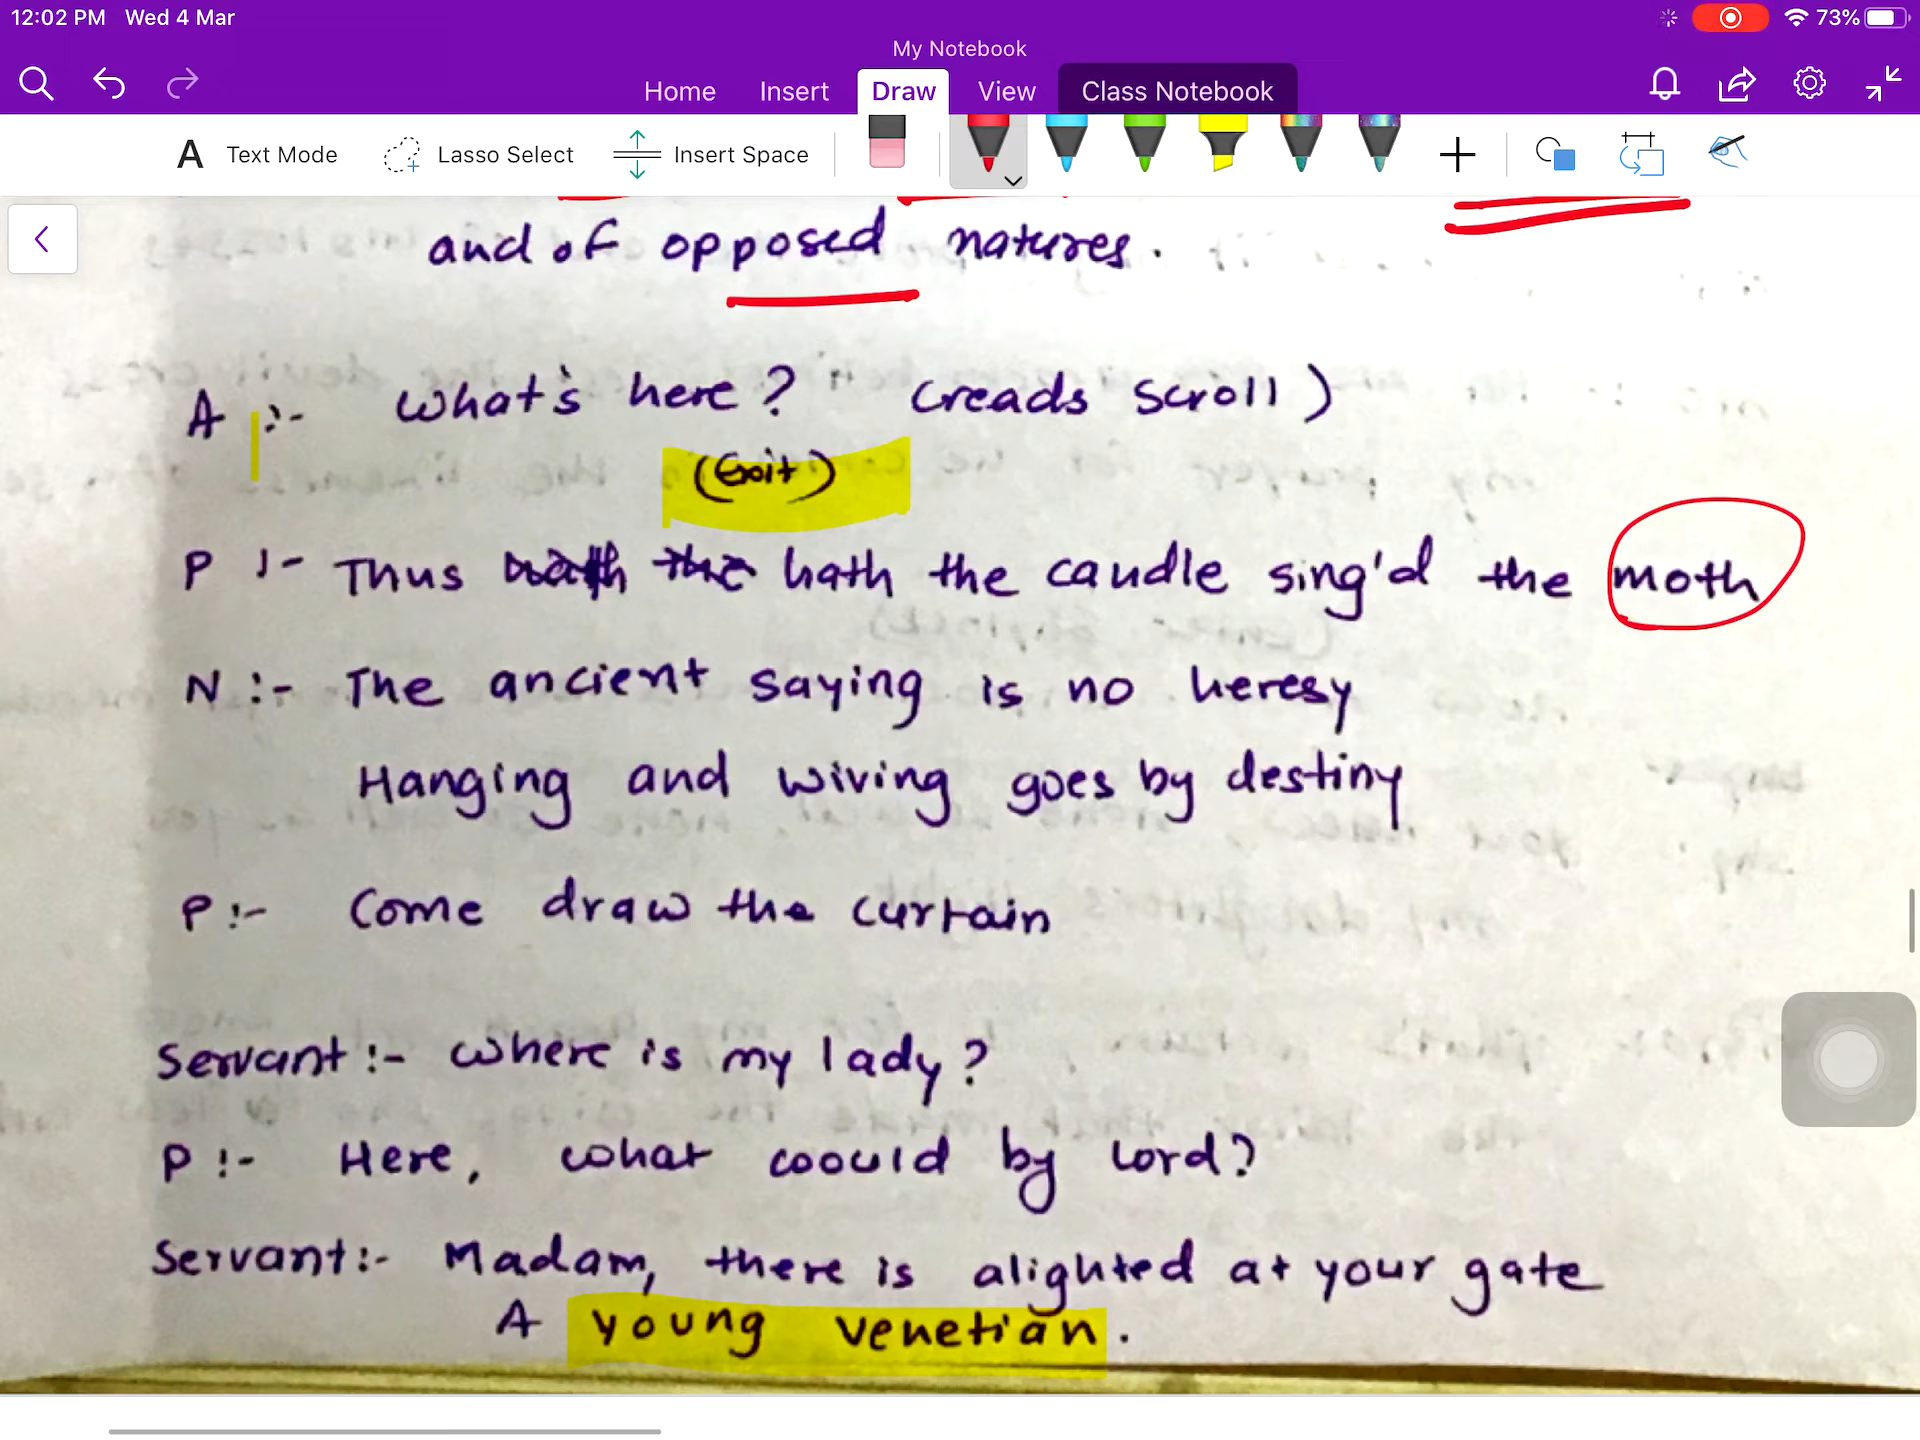 12:02 PM Wed 4 Mar
73%
My Notebook
Home Insert Draw View Class Notebook
A Text Mode Lasso Select Insert Space
and of opposed natures.
A :- What's here? (reads scroll)
(Exit)
P :- Thus hath the candle sing'd the moth
N :- The ancient saying is no heresy
Hanging and wiving goes by destiny
P :- Come draw the curtain
Servant :- Where is my lady?
P :- Here, what woould by lord?
Servant :- Madam, there is alighted at your gate
A young venetian.